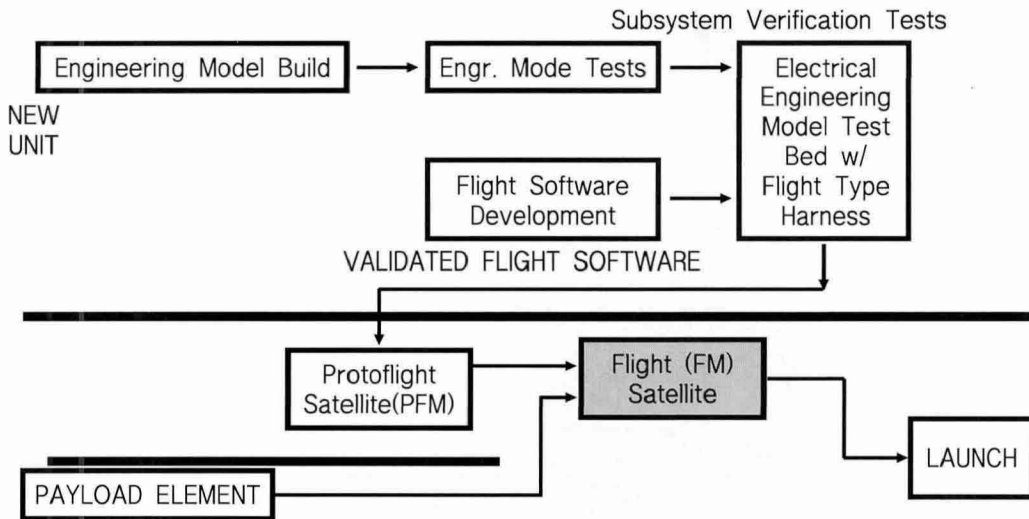 Subsystem Verification Tests
Engineering Model Build
Engr. Mode Tests
Electrical
Engineering
Model Test
Bed w/
Flight Type
Harness
NEW
UNIT
Flight Software
Development
VALIDATED FLIGHT SOFTWARE
Protoflight
Satellite(PFM)
Flight (FM)
Satellite
LAUNCH
PAYLOAD ELEMENT